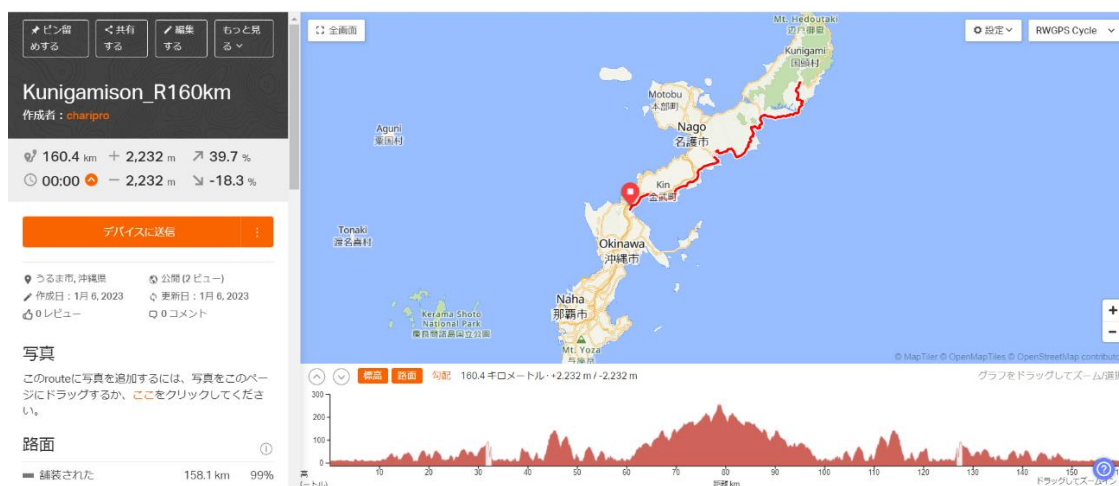 ピン留めする
共有する
編集する
もっと見る
Kunigamison_R160km
作成者：charipro
160.4 km + 2,232 m 39.7 %
00:00 − 2,232 m -18.3 %
デバイスに送信
うるま市, 沖縄県 公開 (2 ビュー)
作成日：1月 6, 2023 更新日：1月 6, 2023
0 レビュー 0 コメント
写真
このrouteに写真を追加するには、写真をこのペー
ジにドラッグするか、ここをクリックしてくださ
い。
路面
舗装された 158.1 km 99%
全画面
設定
RWGPS Cycle
Mt. Hedoutaki
Kunigami
国頭村
Motobu
本部町
Aguni
粟国村
Nago
名護市
Kin
金武町
Tonaki
渡名喜村
Okinawa
沖縄市
Naha
那覇市
Kerama Shoto
National Park
慶良間諸島国立公園
Mt. Yoza
+
−
© MapTiler © OpenMapTiles © OpenStreetMap contributo
標高 路面 勾配 160.4 キロメートル · +2,232 m / -2,232 m
グラフをドラッグしてズーム/選択
300
200
100
0
10 20 30 40 50 60 70 80 90 100 110 120 130 140 150
距離 km
ドラッグしてズームイン